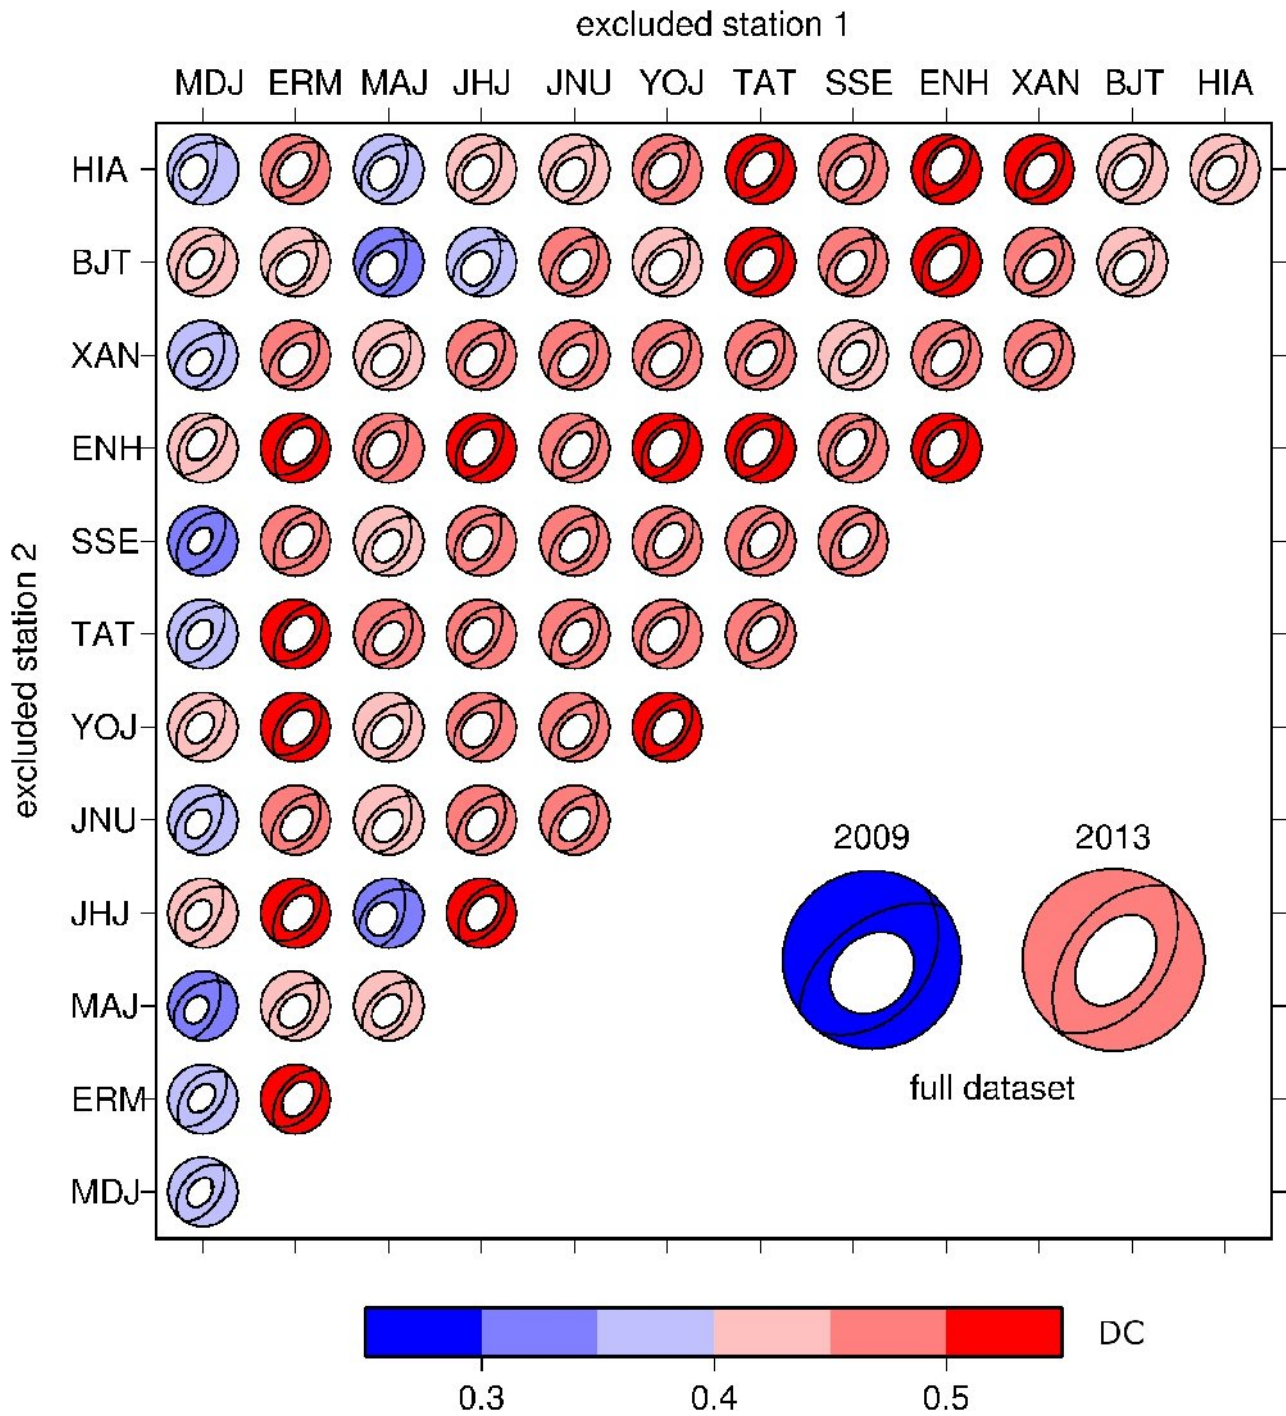 excluded station 1
MDJ ERM MAJ JHJ JNU YOJ TAT SSE ENH XAN BJT HIA
HIA
BJT
XAN
ENH
SSE
TAT
YOJ
JNU
JHJ
MAJ
ERM
MDJ
excluded station 2
2009 2013
full dataset
DC
0.3 0.4 0.5